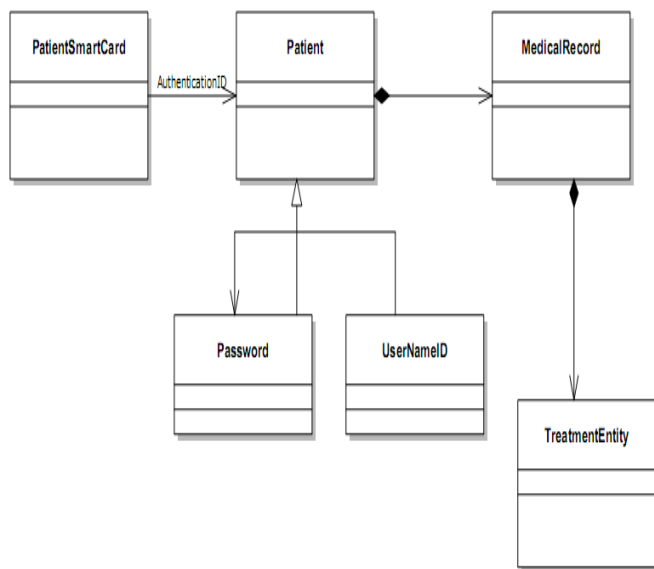 PatientSmartCard
Patient
MedicalRecord
AuthenticationID
Password
UserNameID
TreatmentEntity